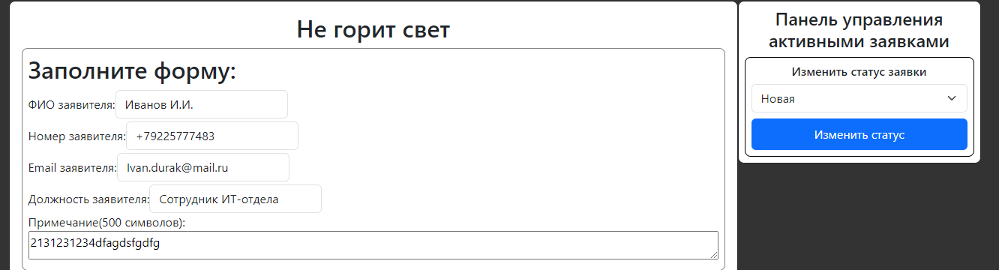 Не горит свет
Заполните форму:
ФИО заявителя: Иванов И.И.
Номер заявителя: +79225777483
Email заявителя: Ivan.durak@mail.ru
Должность заявителя: Сотрудник ИТ-отдела
Примечание(500 символов):
2131231234dfagdsfgdfg
Панель управления
активными заявками
Изменить статус заявки
Новая
Изменить статус